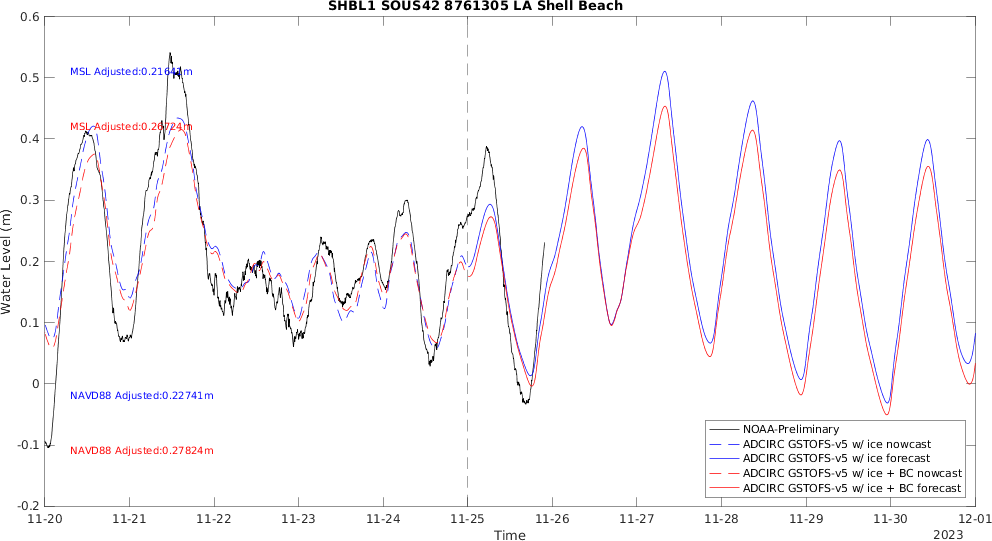 SHBL1 SOUS42 8761305 LA Shell Beach
0.6
0.5
0.4
0.3
0.2
0.1
0
-0.1
-0.2
Water Level (m)
MSL Adjusted:0.21641m
MSL Adjusted:0.26724m
NAVD88 Adjusted:0.22741m
NAVD88 Adjusted:0.27824m
NOAA-Preliminary
ADCIRC GSTOFS-v5 w/ ice nowcast
ADCIRC GSTOFS-v5 w/ ice forecast
ADCIRC GSTOFS-v5 w/ ice + BC nowcast
ADCIRC GSTOFS-v5 w/ ice + BC forecast
11-20 11-21 11-22 11-23 11-24 11-25 11-26 11-27 11-28 11-29 11-30 12-01
Time
2023